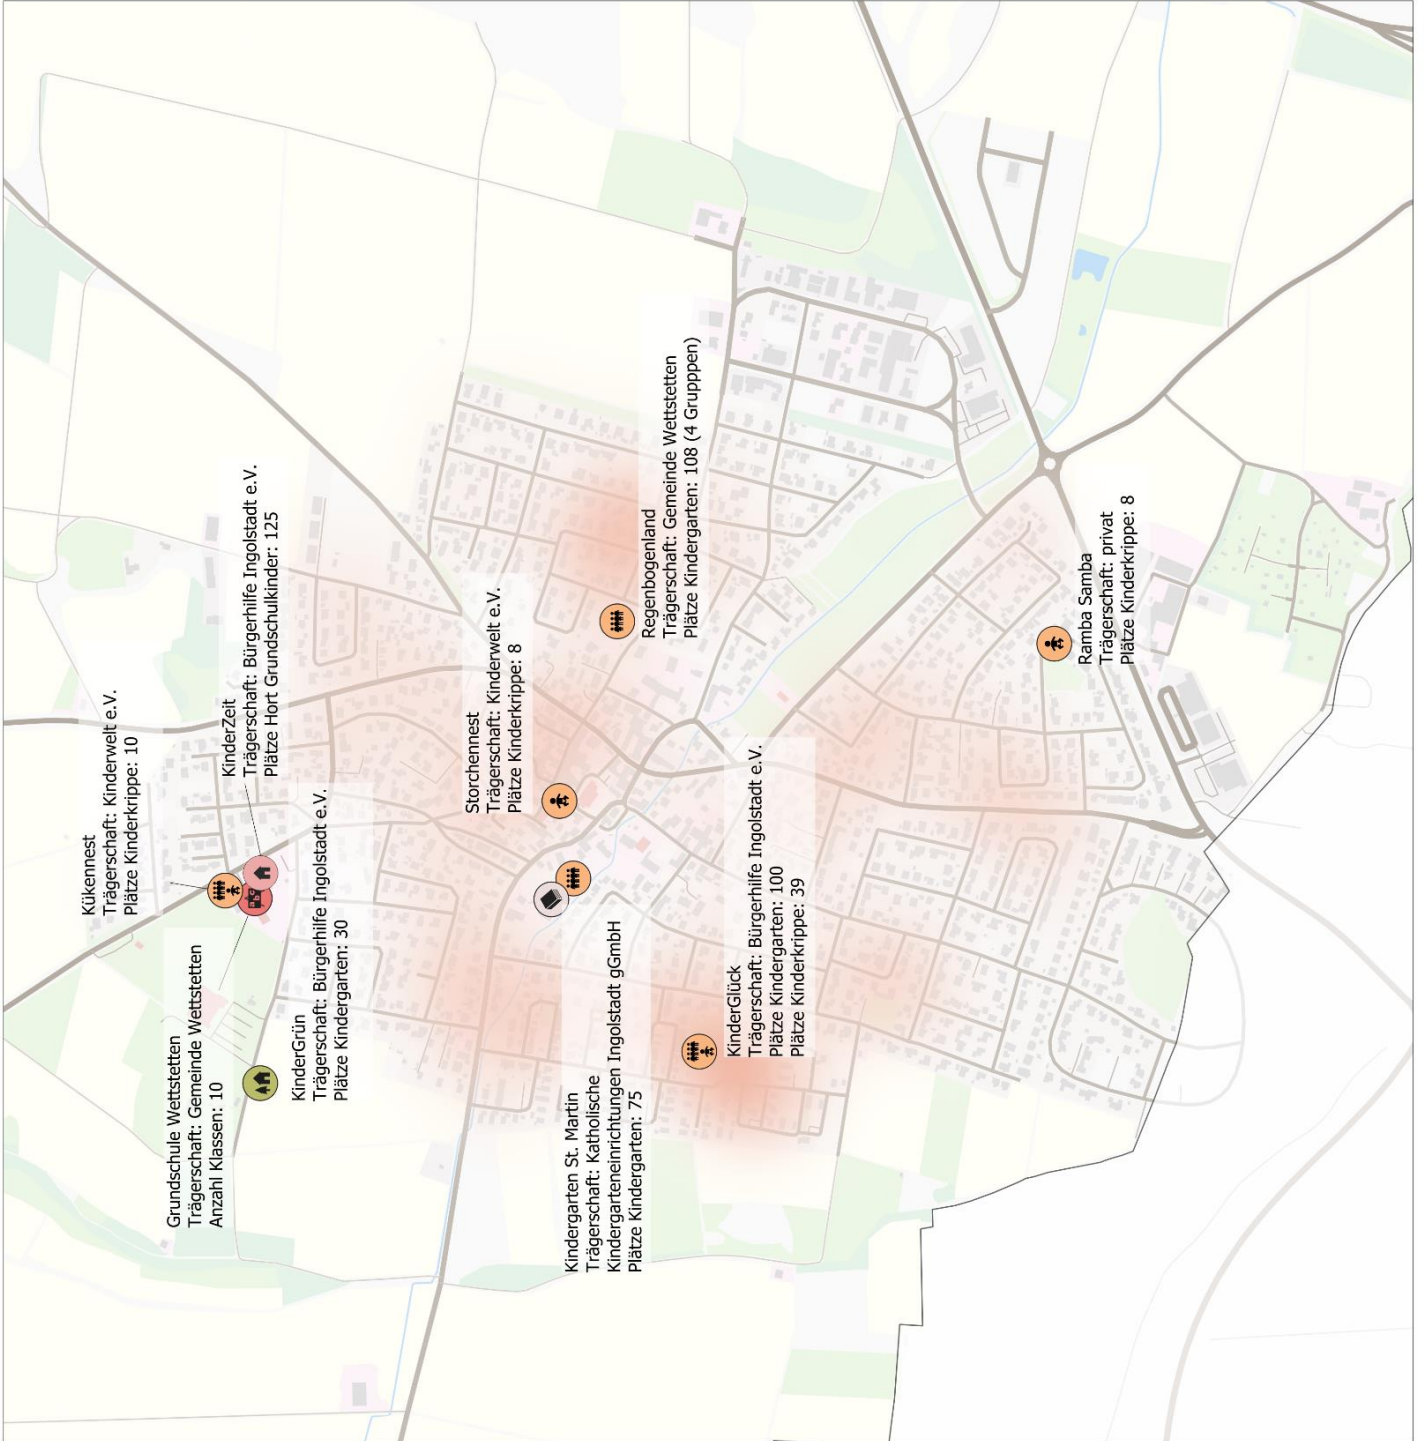 Grundschule Wettstetten
Trägerschaft: Gemeinde Wettstetten
Anzahl Klassen: 10
Kükennest
Trägerschaft: Kinderwelt e.V.
Plätze Kinderkrippe: 10
KinderZeit
Trägerschaft: Bürgerhilfe Ingolstadt e.V.
Plätze Hort Grundschulkinder: 125
KinderGrün
Trägerschaft: Bürgerhilfe Ingolstadt e.V.
Plätze Kindergarten: 30
Storchennest
Trägerschaft: Kinderwelt e.V.
Plätze Kinderkrippe: 8
Kindergarten St. Martin
Trägerschaft: Katholische
Kindergarteneinrichtungen Ingolstadt gGmbH
Plätze Kindergarten: 75
Regenbogenland
Trägerschaft: Gemeinde Wettstetten
Plätze Kindergarten: 108 (4 Grupppen)
KinderGlück
Trägerschaft: Bürgerhilfe Ingolstadt e.V.
Plätze Kindergarten: 100
Plätze Kinderkrippe: 39
Ramba Samba
Trägerschaft: privat
Plätze Kinderkrippe: 8